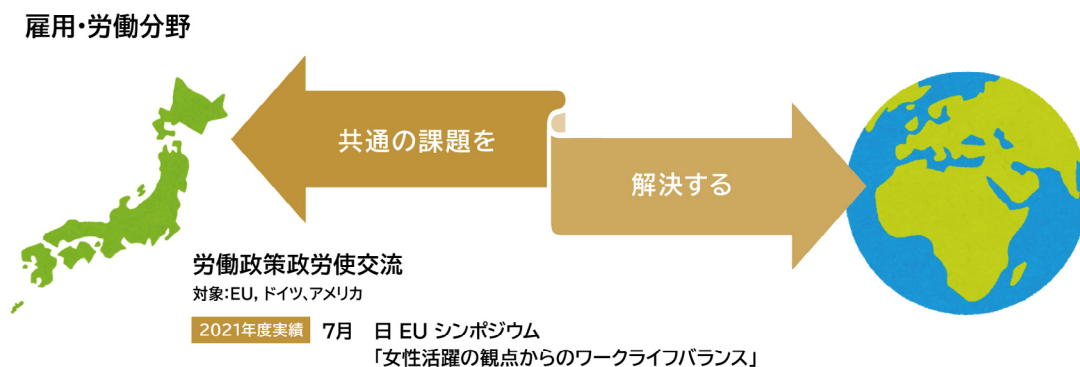 雇用・労働分野
共通の課題を
解決する
労働政策政労使交流
対象:EU, ドイツ、アメリカ
2021年度実績 7月 日 EU シンポジウム
「女性活躍の観点からのワークライフバランス」